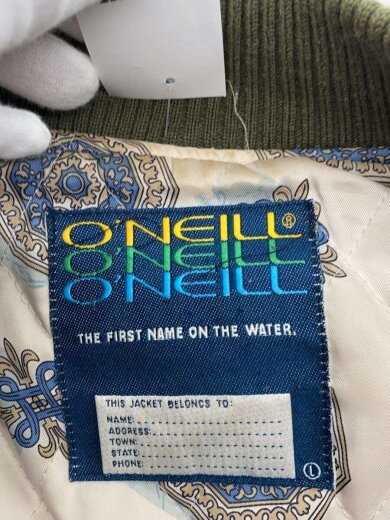 O'NEILL®
O'NEILL
O'NEILL
THE FIRST NAME ON THE WATER.
THIS JACKET BELONGS TO:
NAME:
ADDRESS:
TOWN:
STATE:
PHONE:
L